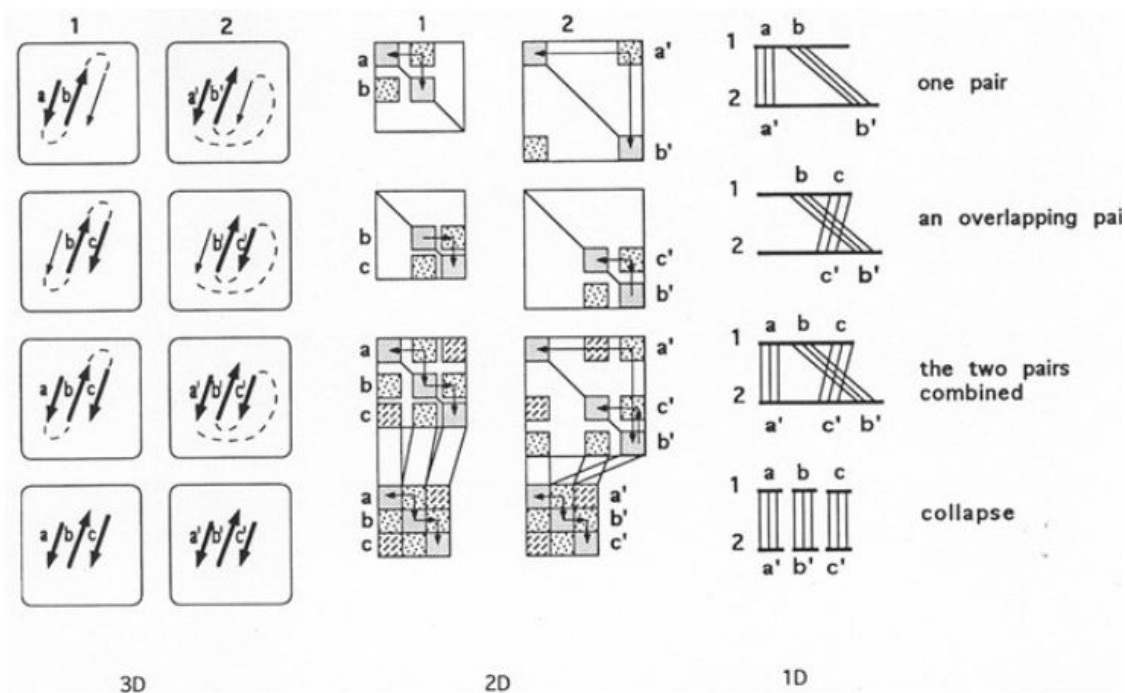 1 2 1 2
a b
1
a b a' b' a a' one pair
b
2
b' a' b'
b c
1
b c b' c' b an overlapping pai
c c' 2
b' c' b'
a b c
1
a b c a' b' c' a a' the two pairs
b combined
c c' 2
b' a' c' b'
a b c
1
a b c a' b' c' a a' collapse
b b'
c c' 2
a' b' c'
3D 2D 1D